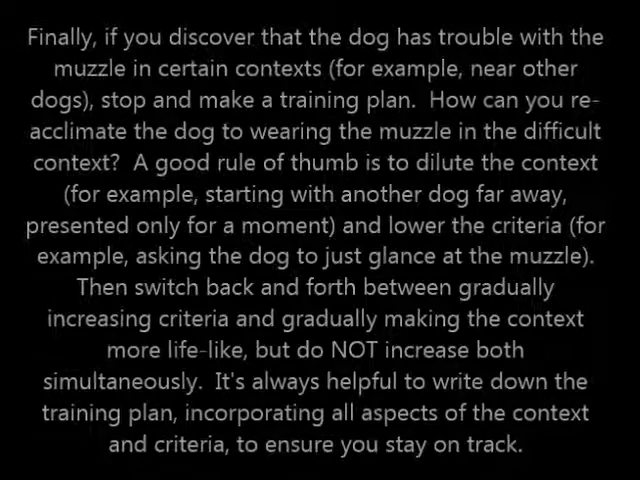 Finally, if you discover that the dog has trouble with the
muzzle in certain contexts (for example, near other
dogs), stop and make a training plan.  How can you re-
acclimate the dog to wearing the muzzle in the difficult
context?  A good rule of thumb is to dilute the context
(for example, starting with another dog far away,
presented only for a moment) and lower the criteria (for
example, asking the dog to just glance at the muzzle).
Then switch back and forth between gradually
increasing criteria and gradually making the context
more life-like, but do NOT increase both
simultaneously.  It's always helpful to write down the
training plan, incorporating all aspects of the context
and criteria, to ensure you stay on track.